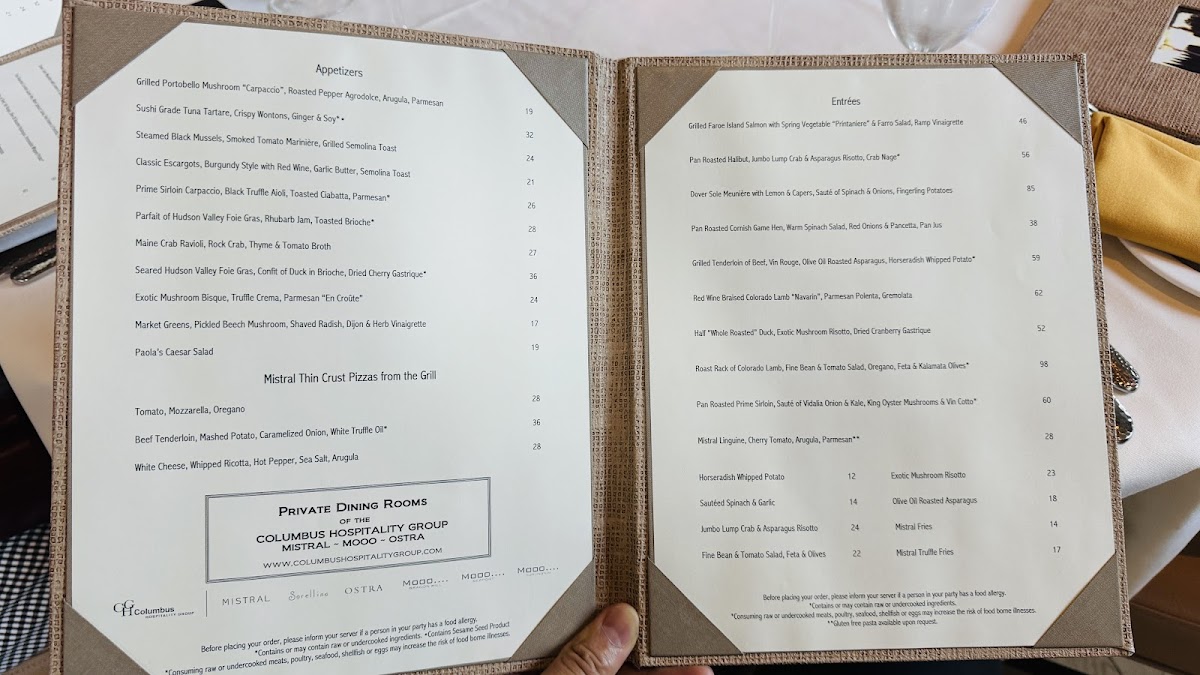 Appetizers
Grilled Portobello Mushroom "Carpaccio", Roasted Pepper Agrodolce, Arugula, Parmesan 19
Sushi Grade Tuna Tartare, Crispy Wontons, Ginger & Soy*• 32
Steamed Black Mussels, Smoked Tomato Marinière, Grilled Semolina Toast 24
Classic Escargots, Burgundy Style with Red Wine, Garlic Butter, Semolina Toast 21
Prime Sirloin Carpaccio, Black Truffle Aioli, Toasted Ciabatta, Parmesan* 26
Parfait of Hudson Valley Foie Gras, Rhubarb Jam, Toasted Brioche* 28
Maine Crab Ravioli, Rock Crab, Thyme & Tomato Broth 27
Seared Hudson Valley Foie Gras, Confit of Duck in Brioche, Dried Cherry Gastrique* 36
Exotic Mushroom Bisque, Truffle Crema, Parmesan "En Croûte" 24
Market Greens, Pickled Beech Mushroom, Shaved Radish, Dijon & Herb Vinaigrette 17
Paola's Caesar Salad 19
Mistral Thin Crust Pizzas from the Grill
Tomato, Mozzarella, Oregano 28
Beef Tenderloin, Mashed Potato, Caramelized Onion, White Truffle Oil* 36
White Cheese, Whipped Ricotta, Hot Pepper, Sea Salt, Arugula 28
PRIVATE DINING ROOMS
OF THE
COLUMBUS HOSPITALITY GROUP
MISTRAL ~ MOOO ~ OSTRA
WWW.COLUMBUSHOSPITALITYGROUP.COM
Columbus
HOSPITALITY GROUP
MISTRAL Sorellina OSTRA MOOO.... MOOO.... MOOO....
Before placing your order, please inform your server if a person in your party has a food allergy.
*Contains or may contain raw or undercooked ingredients. •Contains Sesame Seed Product
*Consuming raw or undercooked meats, poultry, seafood, shellfish or eggs may increase the risk of food borne illnesses.
Entrées
Grilled Faroe Island Salmon with Spring Vegetable "Printaniere" & Farro Salad, Ramp Vinaigrette 46
Pan Roasted Halibut, Jumbo Lump Crab & Asparagus Risotto, Crab Nage* 56
Dover Sole Meunière with Lemon & Capers, Sauté of Spinach & Onions, Fingerling Potatoes 85
Pan Roasted Cornish Game Hen, Warm Spinach Salad, Red Onions & Pancetta, Pan Jus 38
Grilled Tenderloin of Beef, Vin Rouge, Olive Oil Roasted Asparagus, Horseradish Whipped Potato* 59
Red Wine Braised Colorado Lamb "Navarin", Parmesan Polenta, Gremolata 62
Half "Whole Roasted" Duck, Exotic Mushroom Risotto, Dried Cranberry Gastrique 52
Roast Rack of Colorado Lamb, Fine Bean & Tomato Salad, Oregano, Feta & Kalamata Olives* 98
Pan Roasted Prime Sirloin, Sauté of Vidalia Onion & Kale, King Oyster Mushrooms & Vin Cotto* 60
Mistral Linguine, Cherry Tomato, Arugula, Parmesan** 28
Horseradish Whipped Potato 12 Exotic Mushroom Risotto 23
Sautéed Spinach & Garlic 14 Olive Oil Roasted Asparagus 18
Jumbo Lump Crab & Asparagus Risotto 24 Mistral Fries 14
Fine Bean & Tomato Salad, Feta & Olives 22 Mistral Truffle Fries 17
Before placing your order, please inform your server if a person in your party has a food allergy.
*Contains or may contain raw or undercooked ingredients.
*Consuming raw or undercooked meats, poultry, seafood, shellfish or eggs may increase the risk of food borne illnesses.
**Gluten free pasta available upon request.